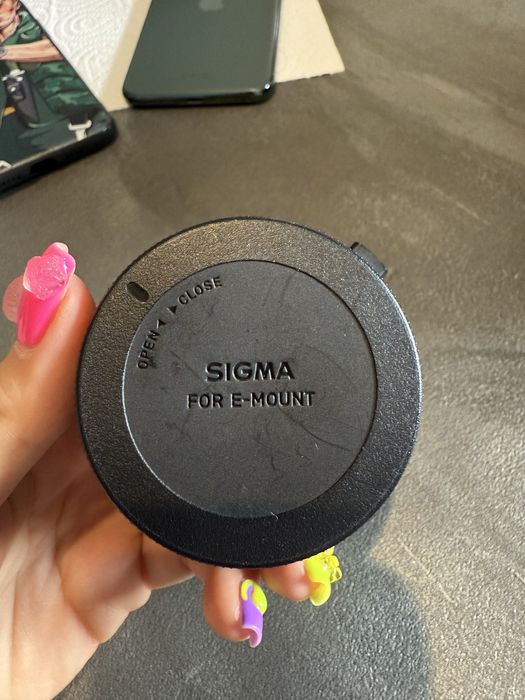 OPEN ◀ ▶ CLOSE
SIGMA
FOR E-MOUNT